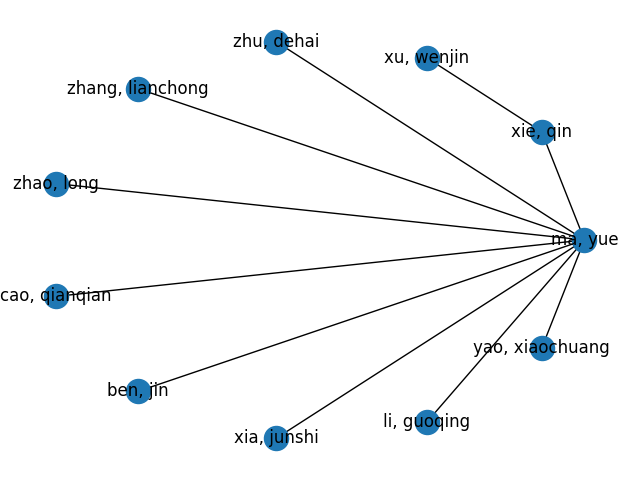 zhu, dehai
xu, wenjin
zhang, lianchong
xie, qin
zhao, long
ma, yue
cao, qianqian
yao, xiaochuang
ben, jin
li, guoqing
xia, junshi